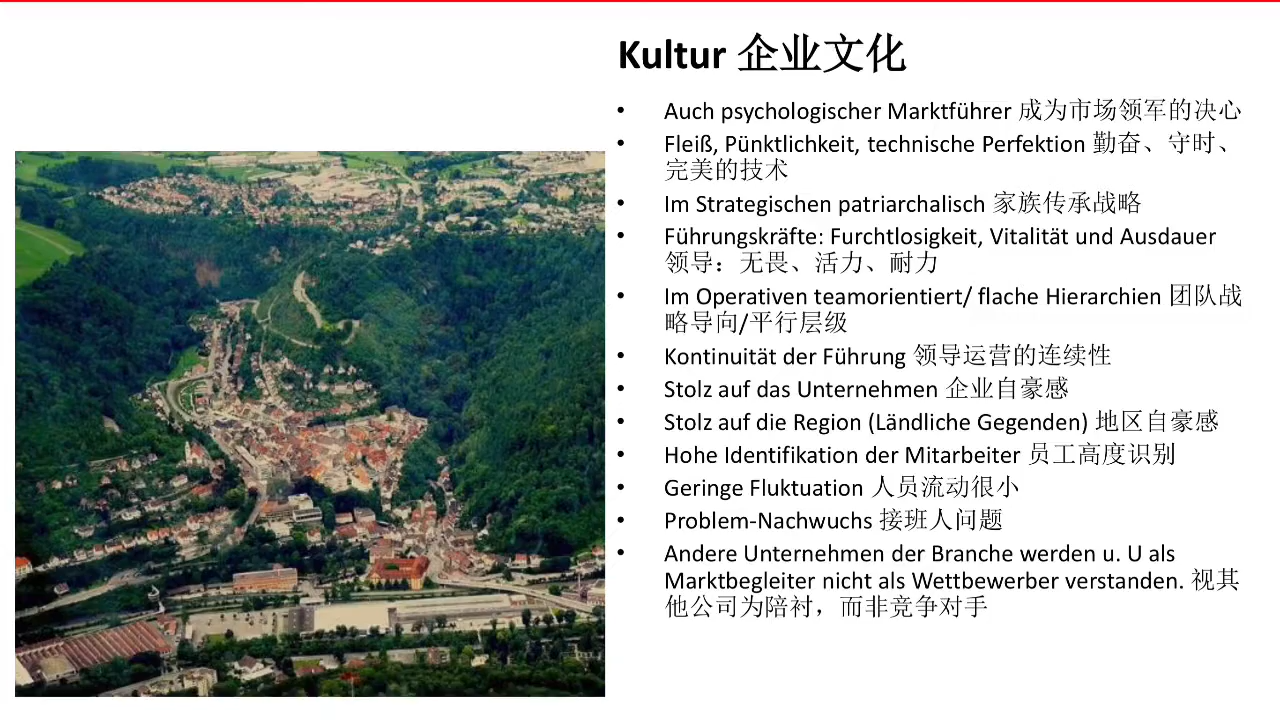 Kultur 企业文化
• Auch psychologischer Marktführer 成为市场领军的决心
• Fleiß, Pünktlichkeit, technische Perfektion 勤奋、守时、
完美的技术
• Im Strategischen patriarchalisch 家族传承战略
• Führungskräfte: Furchtlosigkeit, Vitalität und Ausdauer
领导：无畏、活力、耐力
• Im Operativen teamorientiert/ flache Hierarchien 团队战
略导向/平行层级
• Kontinuität der Führung 领导运营的连续性
• Stolz auf das Unternehmen 企业自豪感
• Stolz auf die Region (Ländliche Gegenden) 地区自豪感
• Hohe Identifikation der Mitarbeiter 员工高度识别
• Geringe Fluktuation 人员流动很小
• Problem-Nachwuchs 接班人问题
• Andere Unternehmen der Branche werden u. U als
Marktbegleiter nicht als Wettbewerber verstanden. 视其
他公司为陪衬，而非竞争对手